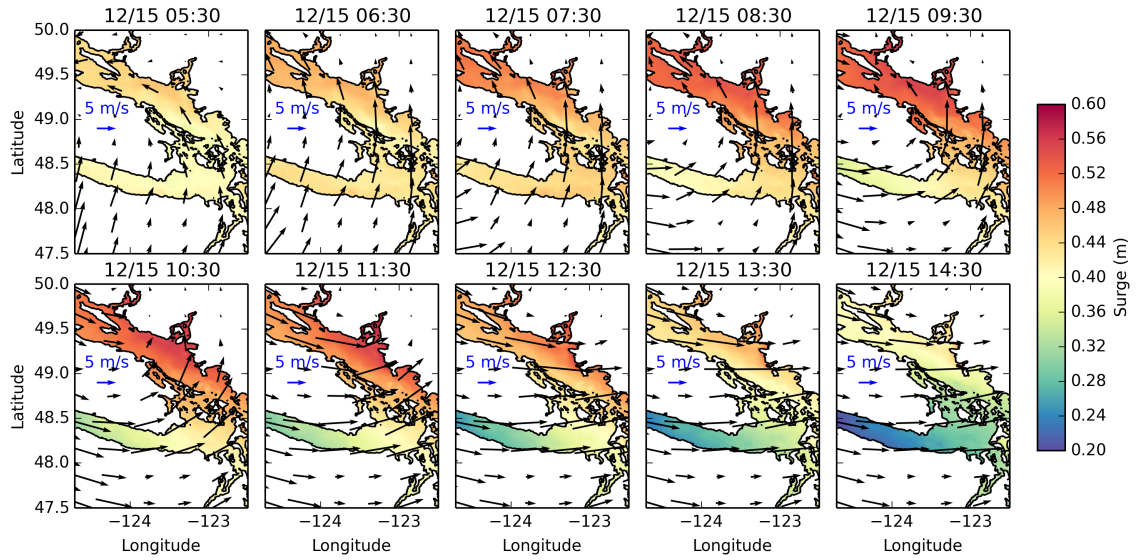 12/15 05:30 12/15 06:30 12/15 07:30 12/15 08:30 12/15 09:30
50.0
49.5
49.0
48.5
48.0
47.5
Latitude
5 m/s 5 m/s 5 m/s 5 m/s 5 m/s
12/15 10:30 12/15 11:30 12/15 12:30 12/15 13:30 12/15 14:30
50.0
49.5
49.0
48.5
48.0
47.5
Latitude
5 m/s 5 m/s 5 m/s 5 m/s 5 m/s
−124 −123 −124 −123 −124 −123 −124 −123 −124 −123
Longitude Longitude Longitude Longitude Longitude
0.60
0.56
0.52
0.48
0.44
0.40
0.36
0.32
0.28
0.24
0.20
Surge (m)